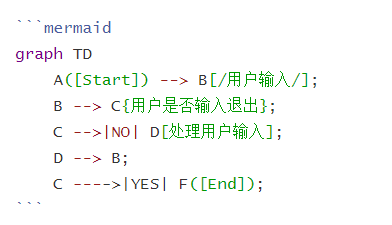 ```mermaid
graph TD
    A([Start]) --> B[/用户输入/];
    B --> C{用户是否输入退出};
    C -->|NO| D[处理用户输入];
    D --> B;
    C ---->|YES| F([End]);
```